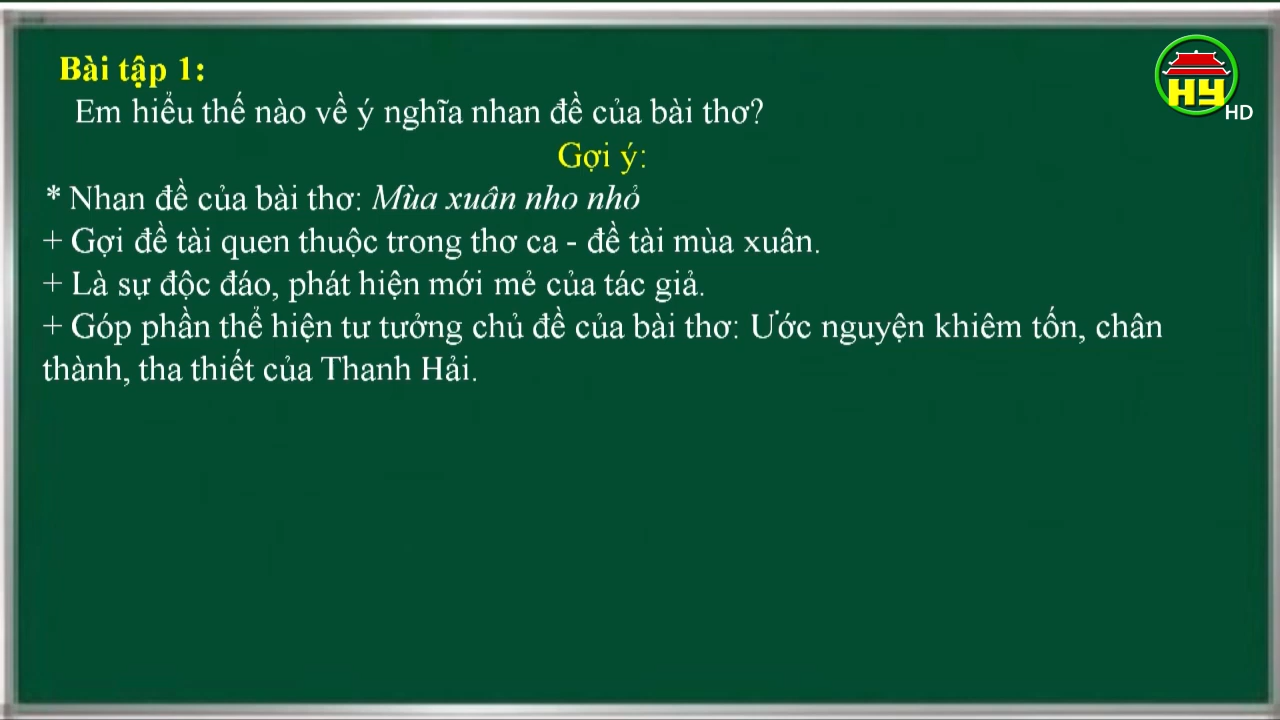 Bài tập 1:
Em hiểu thế nào về ý nghĩa nhan đề của bài thơ?
Gợi ý:
* Nhan đề của bài thơ: Mùa xuân nho nhỏ
+ Gợi đề tài quen thuộc trong thơ ca - đề tài mùa xuân.
+ Là sự độc đáo, phát hiện mới mẻ của tác giả.
+ Góp phần thể hiện tư tưởng chủ đề của bài thơ: Ước nguyện khiêm tốn, chân
thành, tha thiết của Thanh Hải.
HY
HD